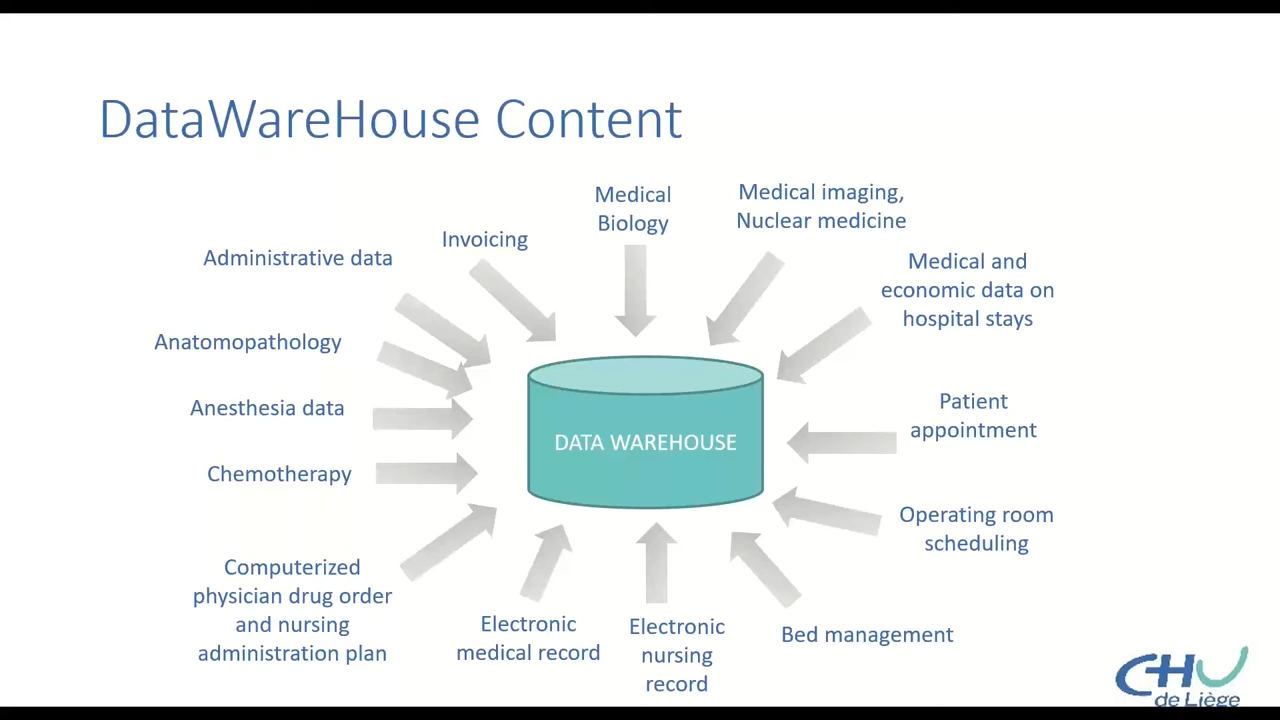 DataWareHouse Content
Medical
Biology
Medical imaging,
Nuclear medicine
Invoicing
Administrative data
Medical and
economic data on
hospital stays
Anatomopathology
Anesthesia data
Patient
appointment
DATA WAREHOUSE
Chemotherapy
Operating room
scheduling
Computerized
physician drug order
and nursing
administration plan
Electronic
medical record
Electronic
nursing
record
Bed management
CHU
de Liège